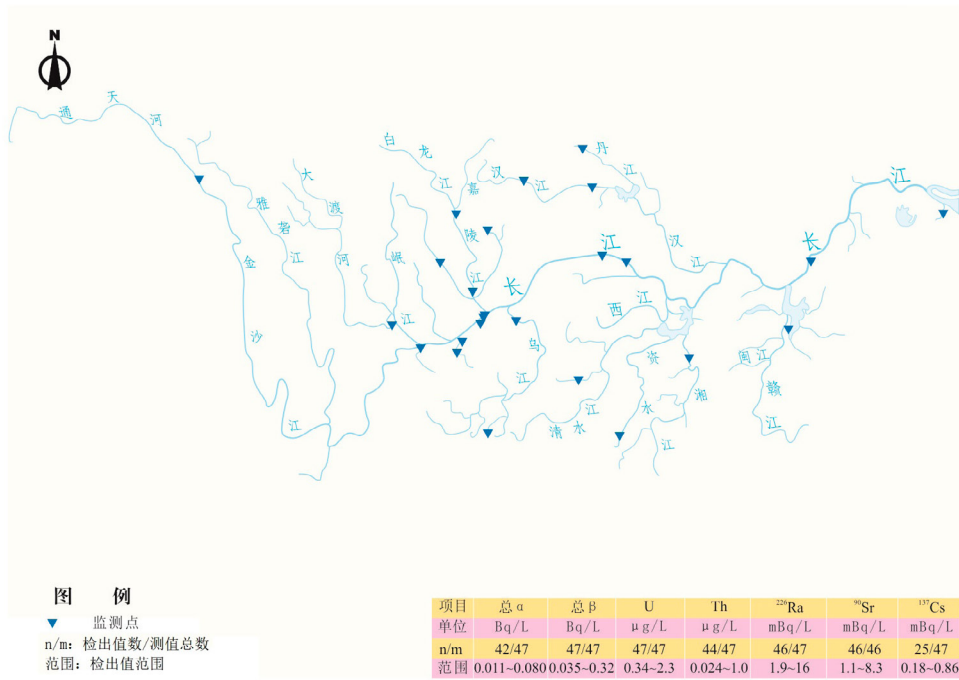 N
通天河
金沙江
雅砻江
大渡河
岷江
白龙江
嘉陵江
汉江
丹江
汉江
长江
长江
乌江
西江
清水江
资水
湘江
闽江
赣江
图 例
监测点
n/m: 检出值数/测值总数
范围: 检出值范围
项目 总α 总β U Th ²²⁶Ra ⁹⁰Sr ¹³⁷Cs
单位 Bq/L Bq/L μg/L μg/L mBq/L mBq/L mBq/L
n/m 42/47 47/47 47/47 44/47 46/47 46/46 25/47
范围 0.011~0.080 0.035~0.32 0.34~2.3 0.024~1.0 1.9~16 1.1~8.3 0.18~0.86